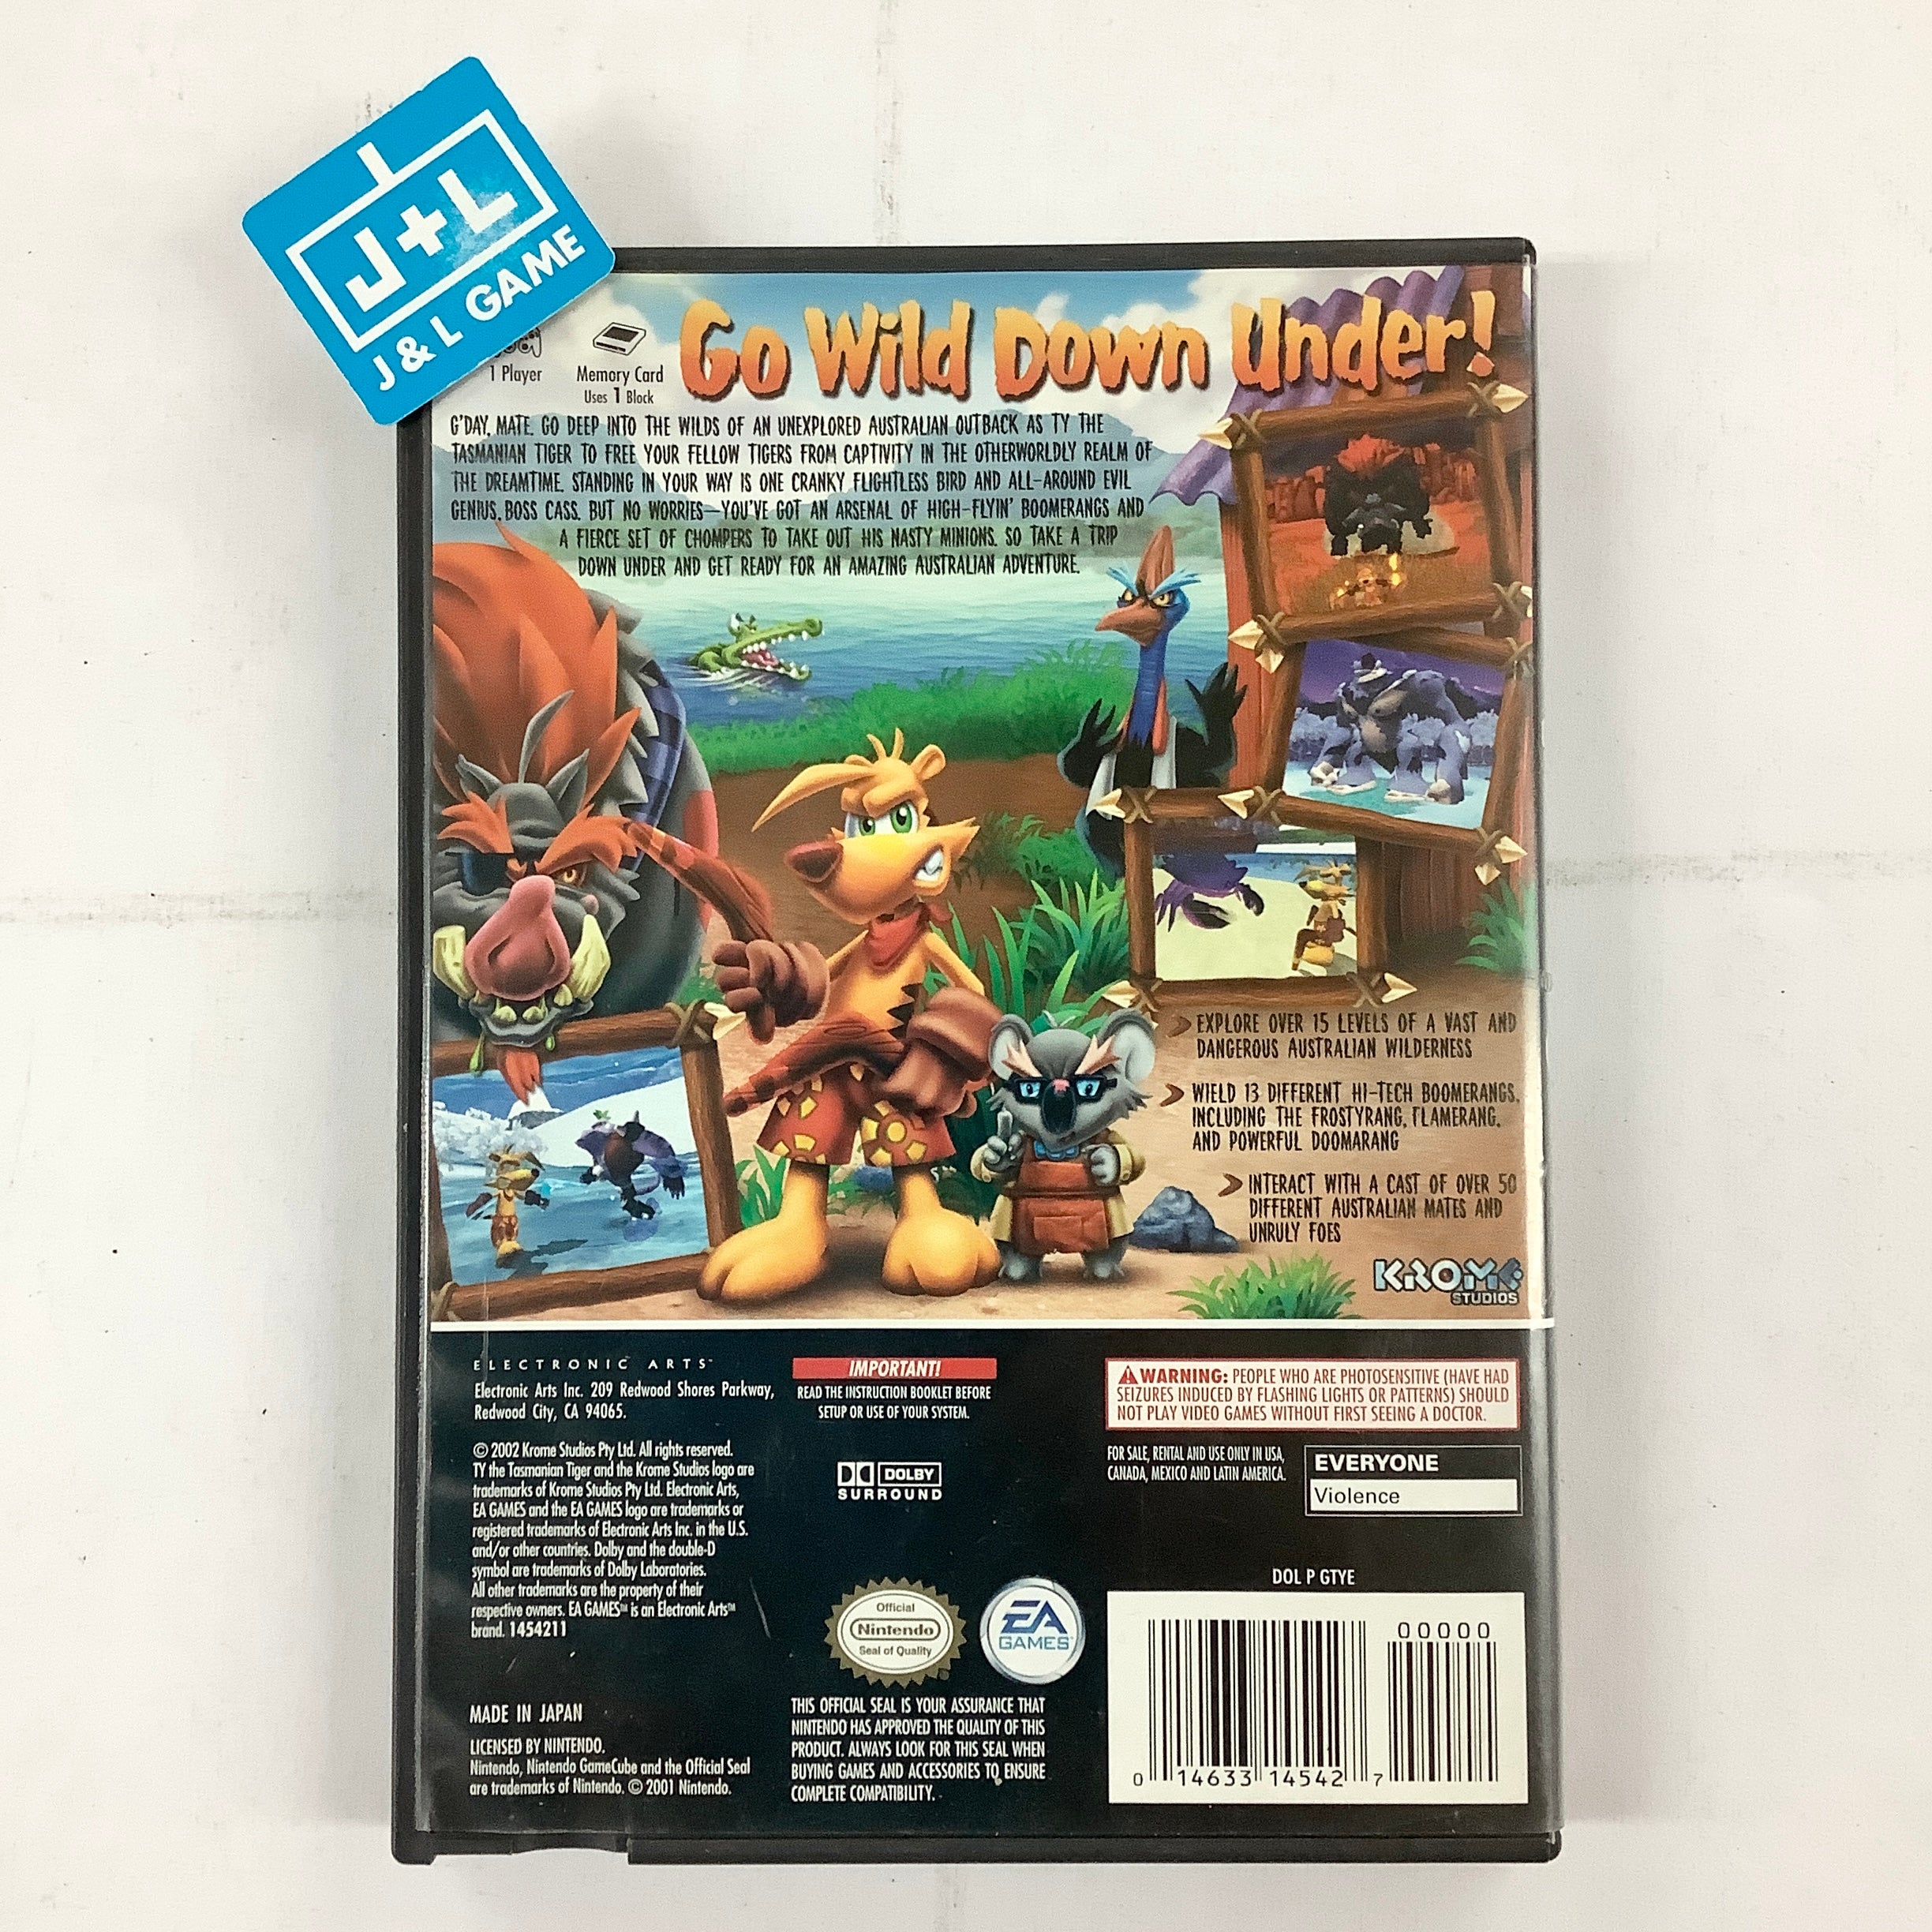 J+L
J & L GAME
1 Player
Memory Card
Uses 1 Block
Go Wild Down Under!
G'DAY, MATE. GO DEEP INTO THE WILDS OF AN UNEXPLORED AUSTRALIAN OUTBACK AS TY THE
TASMANIAN TIGER TO FREE YOUR FELLOW TIGERS FROM CAPTIVITY IN THE OTHERWORLDLY REALM OF
THE DREAMTIME. STANDING IN YOUR WAY IS ONE CRANKY FLIGHTLESS BIRD AND ALL-AROUND EVIL
GENIUS, BOSS CASS. BUT NO WORRIES—YOU'VE GOT AN ARSENAL OF HIGH-FLYIN' BOOMERANGS AND
A FIERCE SET OF CHOMPERS TO TAKE OUT HIS NASTY MINIONS. SO TAKE A TRIP
DOWN UNDER AND GET READY FOR AN AMAZING AUSTRALIAN ADVENTURE.
EXPLORE OVER 15 LEVELS OF A VAST AND
DANGEROUS AUSTRALIAN WILDERNESS
WIELD 13 DIFFERENT HI-TECH BOOMERANGS,
INCLUDING THE FROSTYRANG, FLAMERANG,
AND POWERFUL DOOMARANG
INTERACT WITH A CAST OF OVER 50
DIFFERENT AUSTRALIAN MATES AND
UNRULY FOES
KROME
STUDIOS
ELECTRONIC ARTS™
Electronic Arts Inc. 209 Redwood Shores Parkway,
Redwood City, CA 94065.
© 2002 Krome Studios Pty Ltd. All rights reserved.
TY the Tasmanian Tiger and the Krome Studios logo are
trademarks of Krome Studios Pty Ltd. Electronic Arts,
EA GAMES and the EA GAMES logo are trademarks or
registered trademarks of Electronic Arts Inc. in the U.S.
and/or other countries. Dolby and the double-D
symbol are trademarks of Dolby Laboratories.
All other trademarks are the property of their
respective owners. EA GAMES™ is an Electronic Arts™
brand. 1454211
MADE IN JAPAN
LICENSED BY NINTENDO.
Nintendo, Nintendo GameCube and the Official Seal
are trademarks of Nintendo. © 2001 Nintendo.
IMPORTANT!
READ THE INSTRUCTION BOOKLET BEFORE
SETUP OR USE OF YOUR SYSTEM.
DOLBY
SURROUND
Official
Nintendo
Seal of Quality
EA
GAMES™
THIS OFFICIAL SEAL IS YOUR ASSURANCE THAT
NINTENDO HAS APPROVED THE QUALITY OF THIS
PRODUCT. ALWAYS LOOK FOR THIS SEAL WHEN
BUYING GAMES AND ACCESSORIES TO ENSURE
COMPLETE COMPATIBILITY.
WARNING: PEOPLE WHO ARE PHOTOSENSITIVE (HAVE HAD
SEIZURES INDUCED BY FLASHING LIGHTS OR PATTERNS) SHOULD
NOT PLAY VIDEO GAMES WITHOUT FIRST SEEING A DOCTOR.
FOR SALE, RENTAL AND USE ONLY IN USA,
CANADA, MEXICO AND LATIN AMERICA.
EVERYONE
Violence
DOL P GTYE
00000
0 14633 14542 7